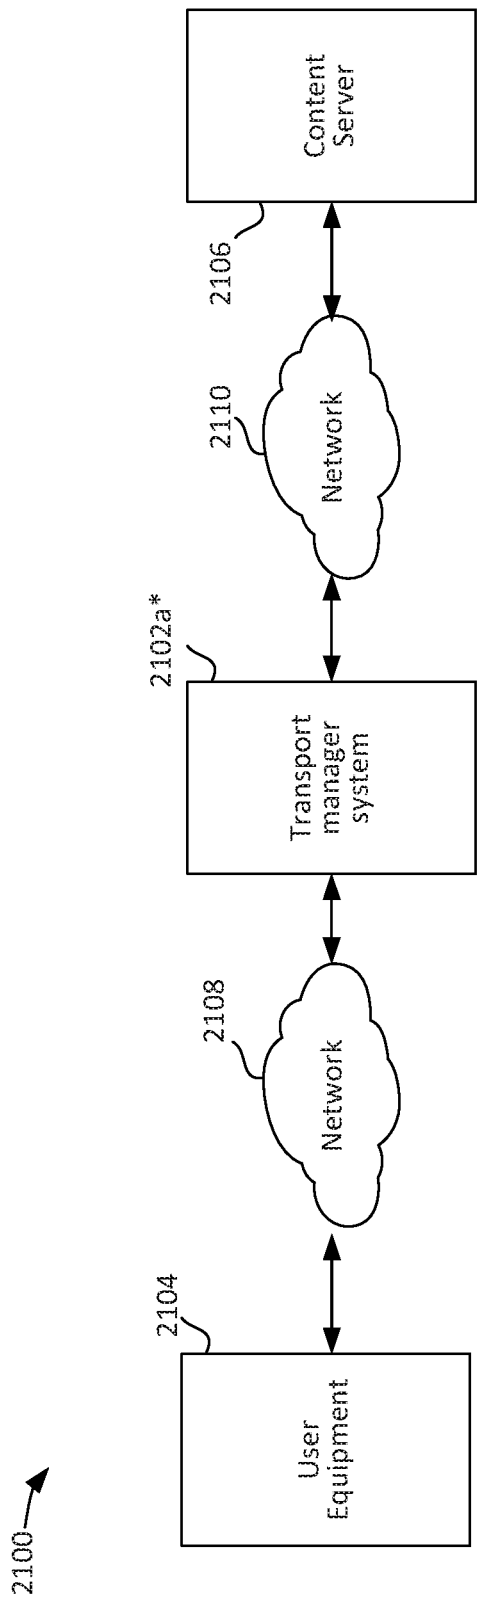 2100
User
Equipment
2104
Network
2108
Transport
manager
system
2102a*
Network
2110
Content
Server
2106